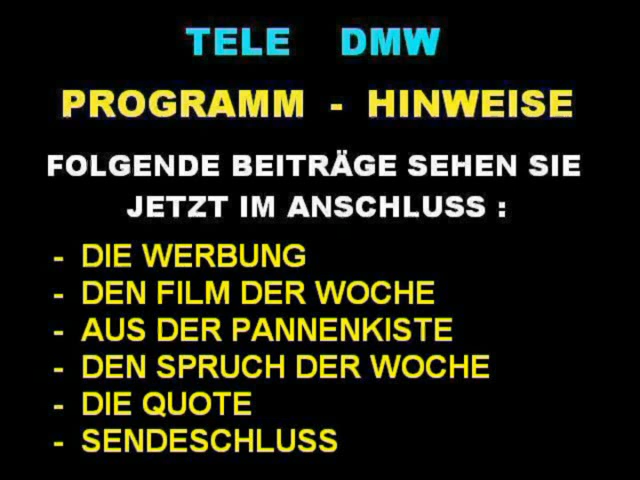 TELE DMW
PROGRAMM - HINWEISE
FOLGENDE BEITRÄGE SEHEN SIE
JETZT IM ANSCHLUSS :
- DIE WERBUNG
- DEN FILM DER WOCHE
- AUS DER PANNENKISTE
- DEN SPRUCH DER WOCHE
- DIE QUOTE
- SENDESCHLUSS